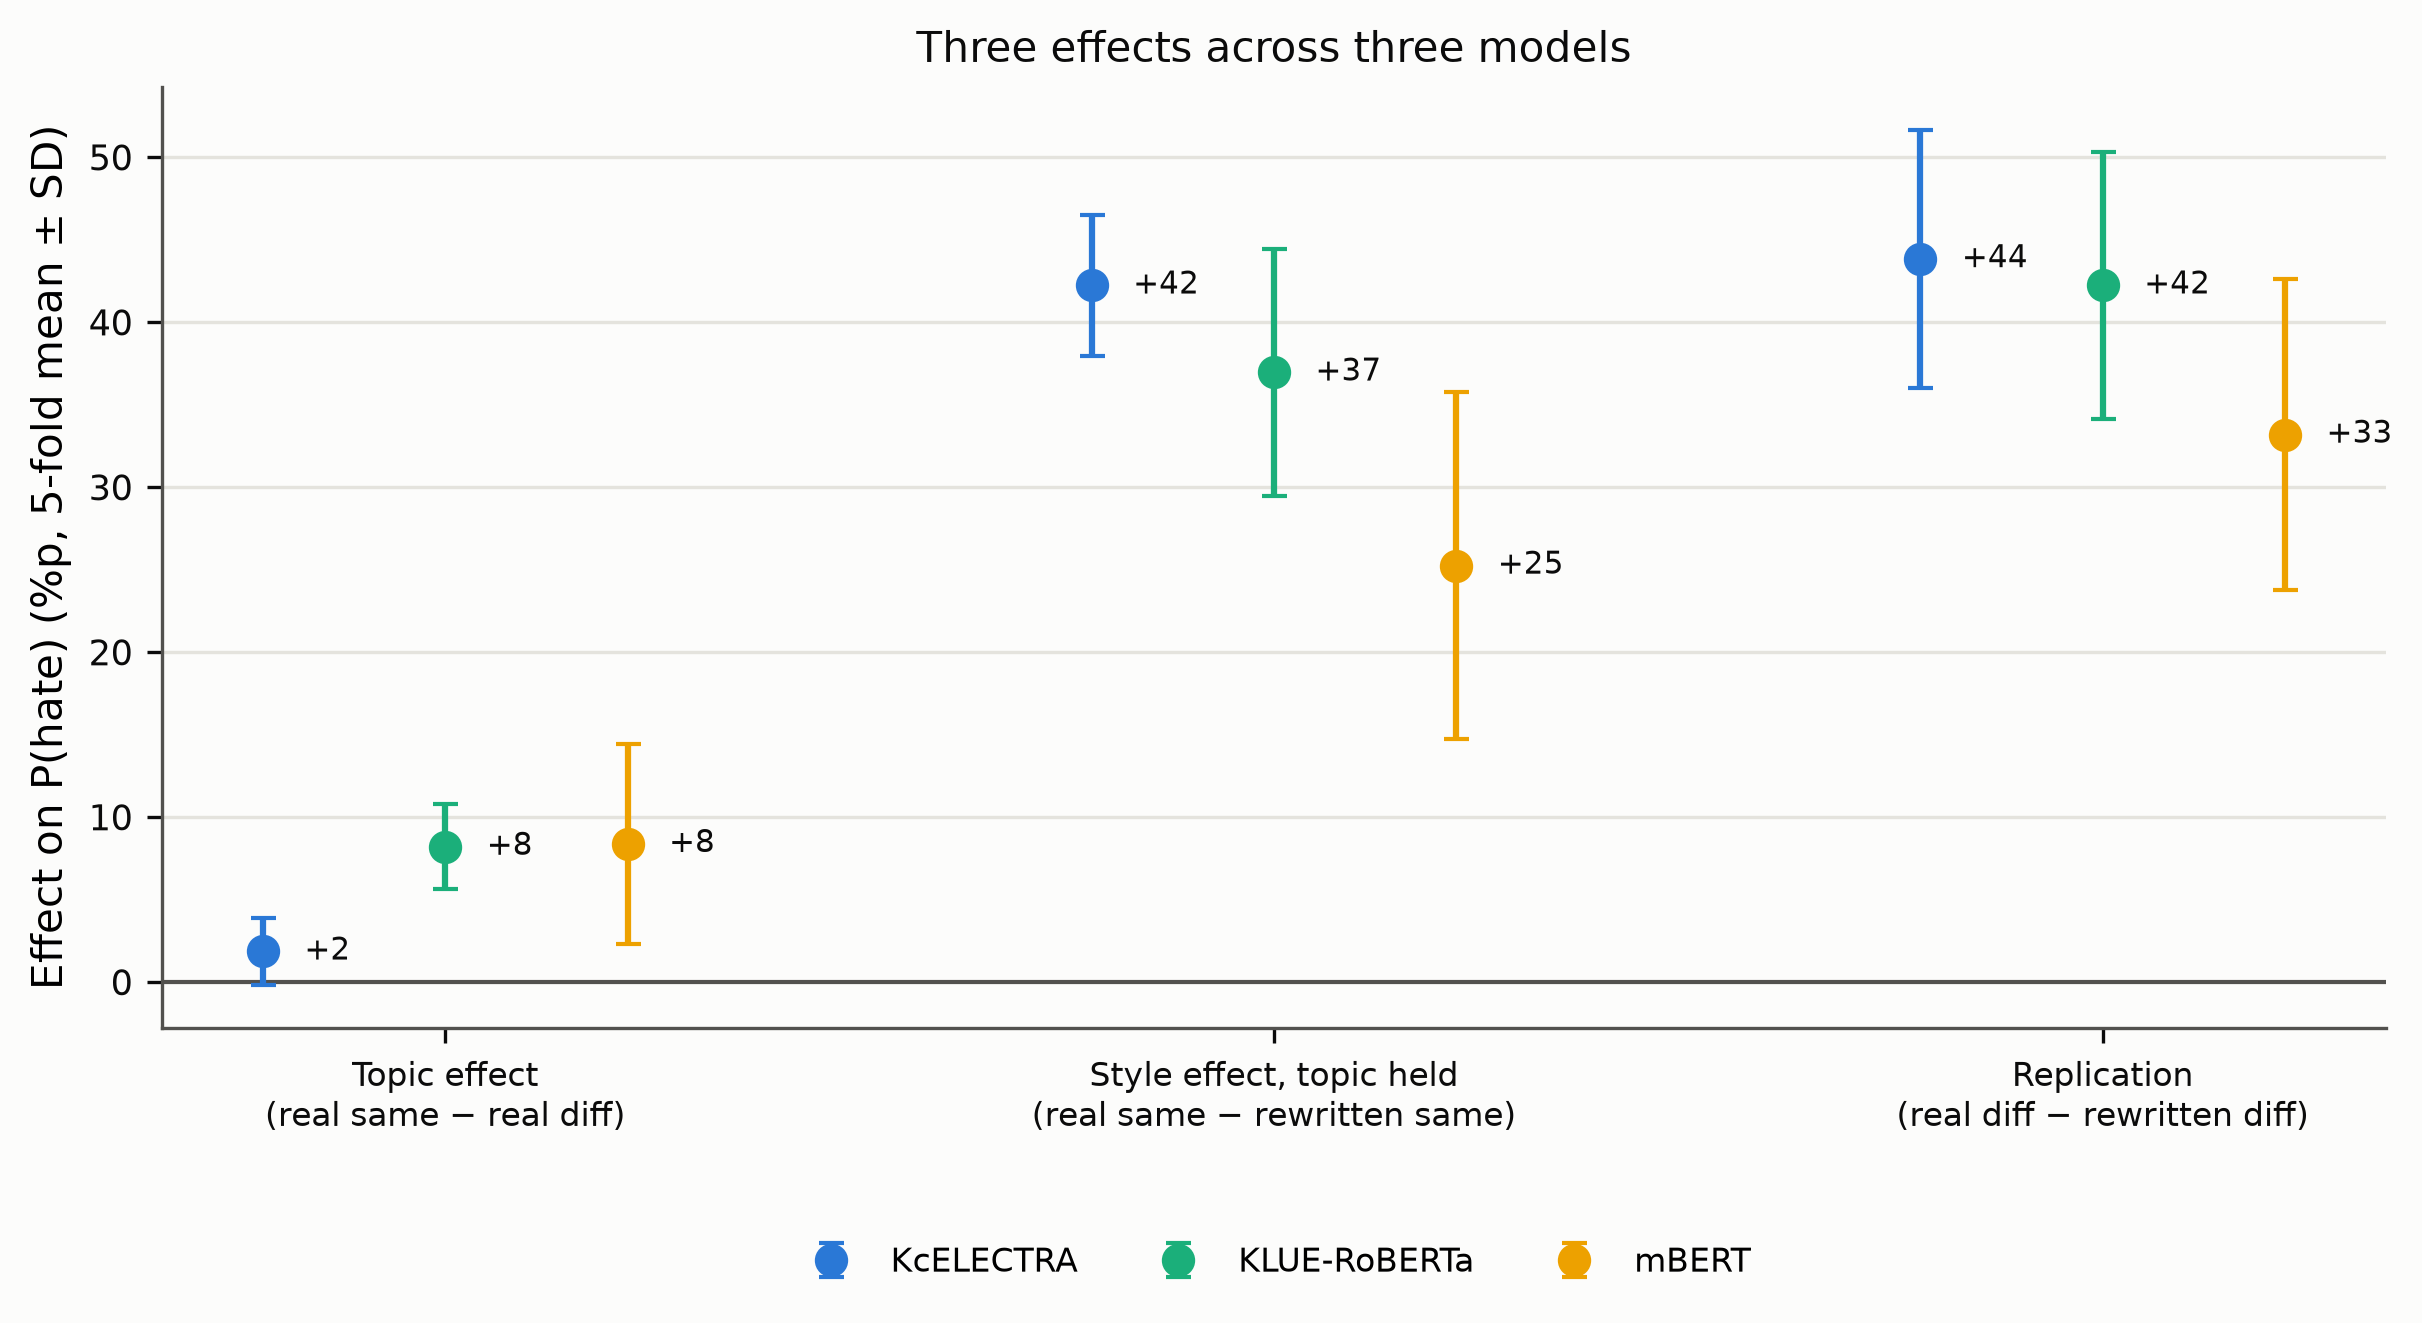 Three effects across three models
Effect on P(hate) (%p, 5-fold mean ± SD)
50
40
30
20
10
0
+2
+8
+8
+42
+37
+25
+44
+42
+33
Topic effect
(real same − real diff)
Style effect, topic held
(real same − rewritten same)
Replication
(real diff − rewritten diff)
KcELECTRA
KLUE-RoBERTa
mBERT